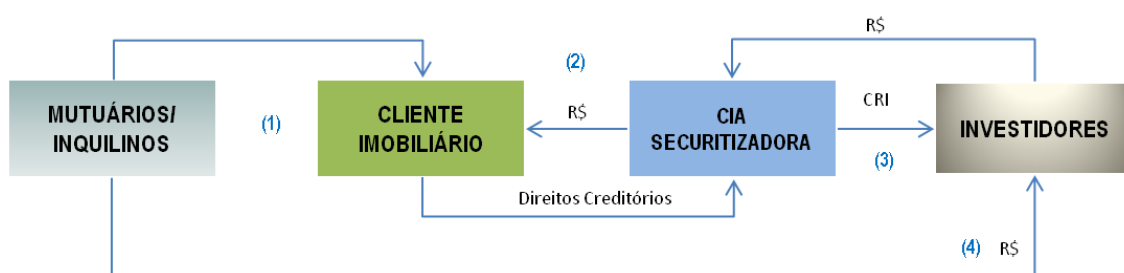 R$
(2)
MUTUÁRIOS/
INQUILINOS
(1)
CLIENTE
IMOBILIÁRIO
R$
CIA
SECURITIZADORA
CRI
(3)
INVESTIDORES
Direitos Creditórios
(4) R$